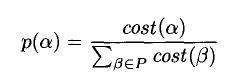 p(α) = cost(α) / ∑β∈P cost(β)